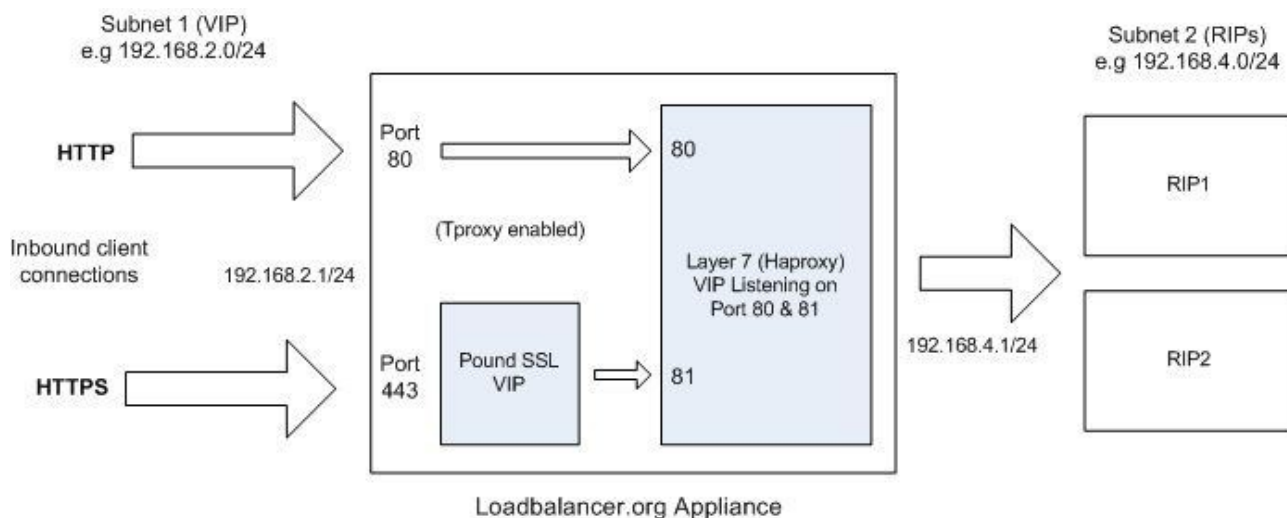 Subnet 1 (VIP)
e.g 192.168.2.0/24
Subnet 2 (RIPs)
e.g 192.168.4.0/24
HTTP
Port
80
80
RIP1
(Tproxy enabled)
Inbound client
connections
192.168.2.1/24
Layer 7 (Haproxy)
VIP Listening on
Port 80 & 81
192.168.4.1/24
HTTPS
Port
443
Pound SSL
VIP
81
RIP2
Loadbalancer.org Appliance